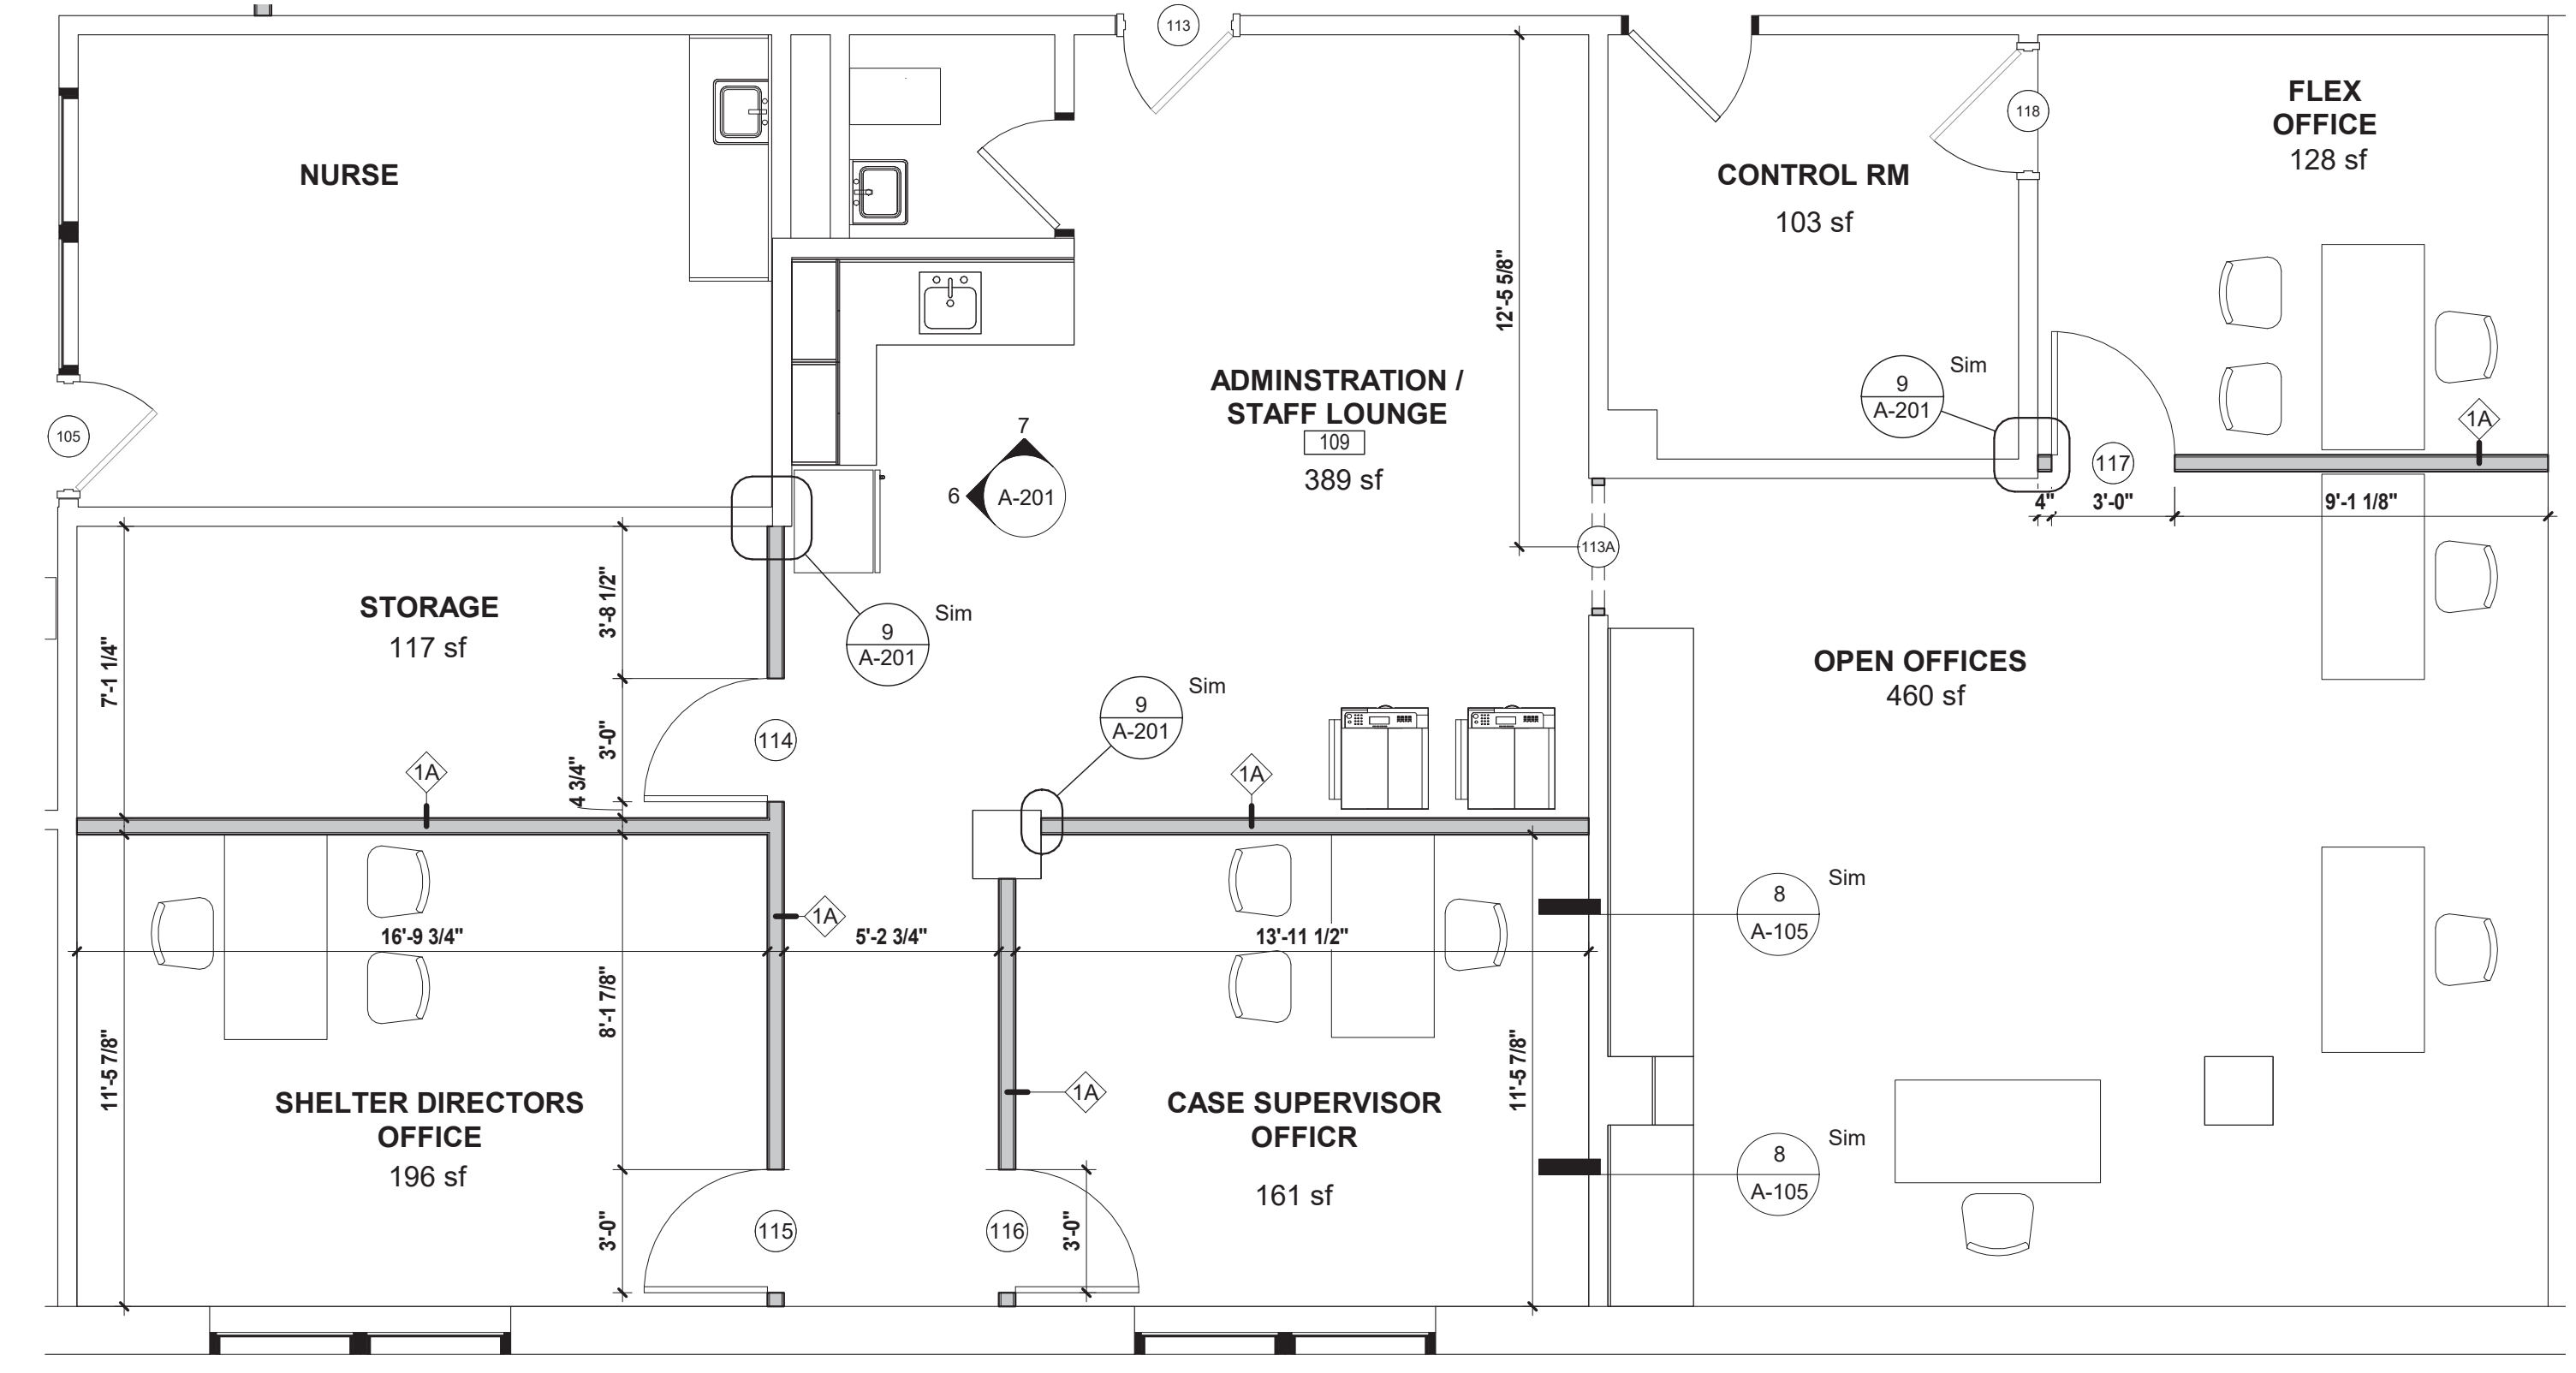 113
118
FLEX
OFFICE
128 sf
NURSE
CONTROL RM
103 sf
12'-5 5/8"
105
ADMINSTRATION /
STAFF LOUNGE
109
389 sf
9
A-201
Sim
1A
117
4"
3'-0"
9'-1 1/8"
7
6
A-201
113A
STORAGE
117 sf
3'-8 1/2"
7'-1 1/4"
9
A-201
Sim
OPEN OFFICES
460 sf
9
A-201
Sim
114
3'-0"
4 3/4"
1A
1A
1A
16'-9 3/4"
5'-2 3/4"
13'-11 1/2"
8
A-105
Sim
8'-1 7/8"
11'-5 7/8"
11'-5 7/8"
SHELTER DIRECTORS
OFFICE
196 sf
1A
CASE SUPERVISOR
OFFICR
161 sf
8
A-105
Sim
3'-0"
115
116
3'-0"